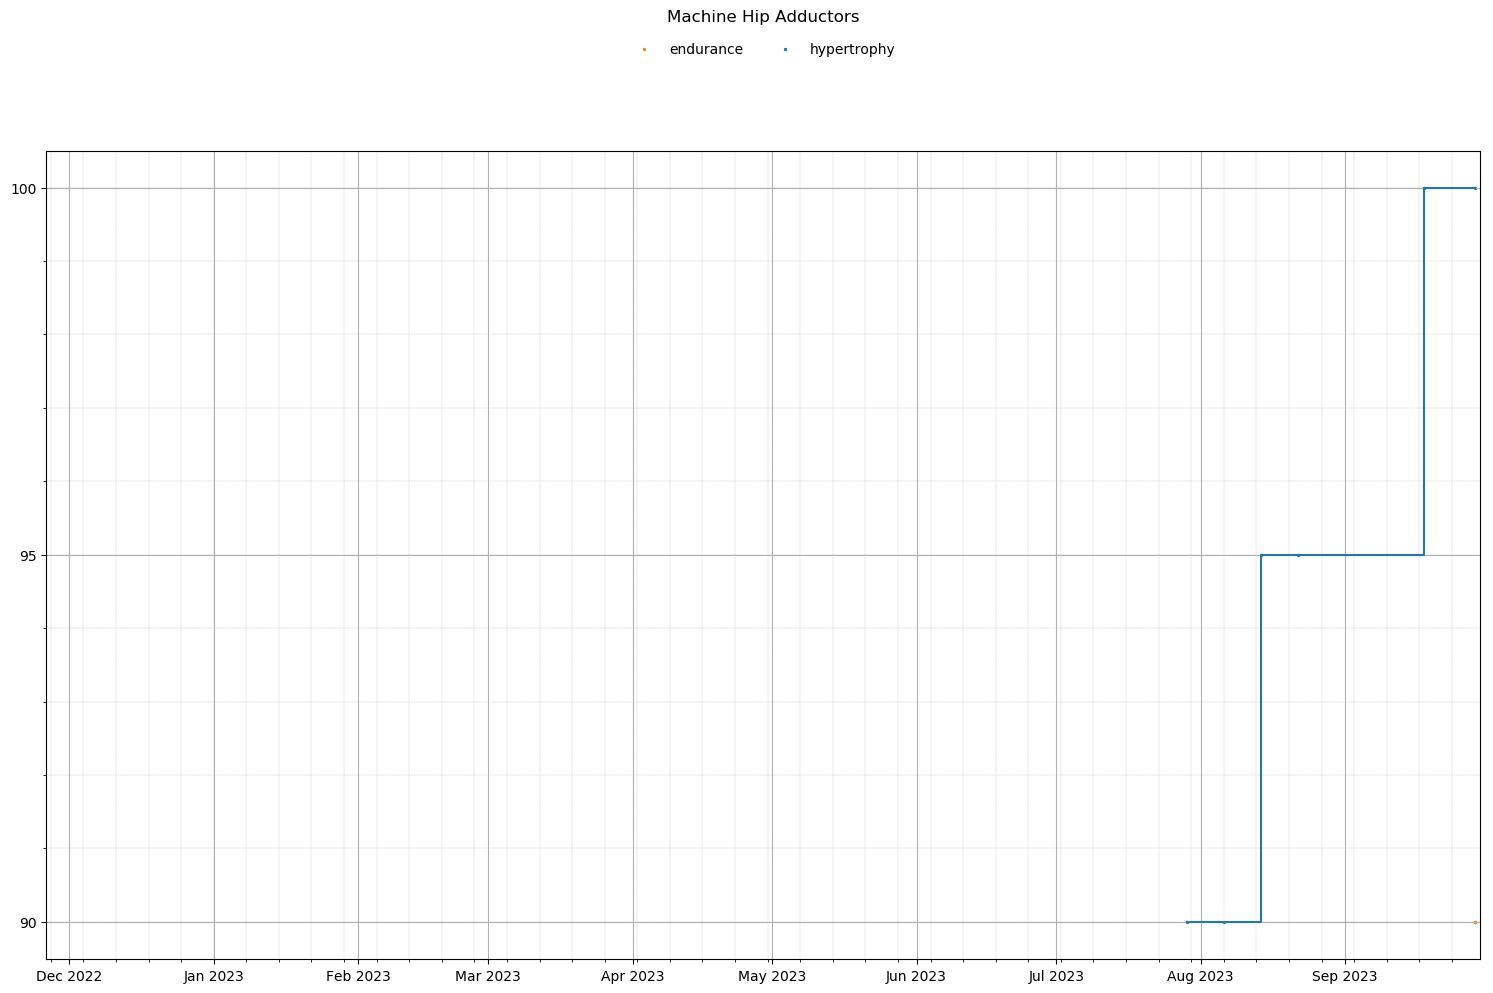 Machine Hip Adductors
endurance hypertrophy
100
95
90
Dec 2022 Jan 2023 Feb 2023 Mar 2023 Apr 2023 May 2023 Jun 2023 Jul 2023 Aug 2023 Sep 2023